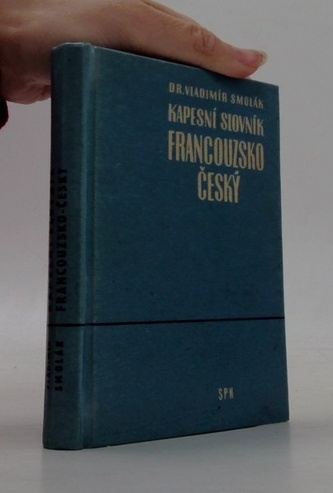 DR. VLADIMÍR SMOLÁK
KAPESNÍ SLOVNÍK
FRANCOUZSKO
ČESKÝ
SPN
SMOLÁK
FRANCOUZSKO-ČESKÝ